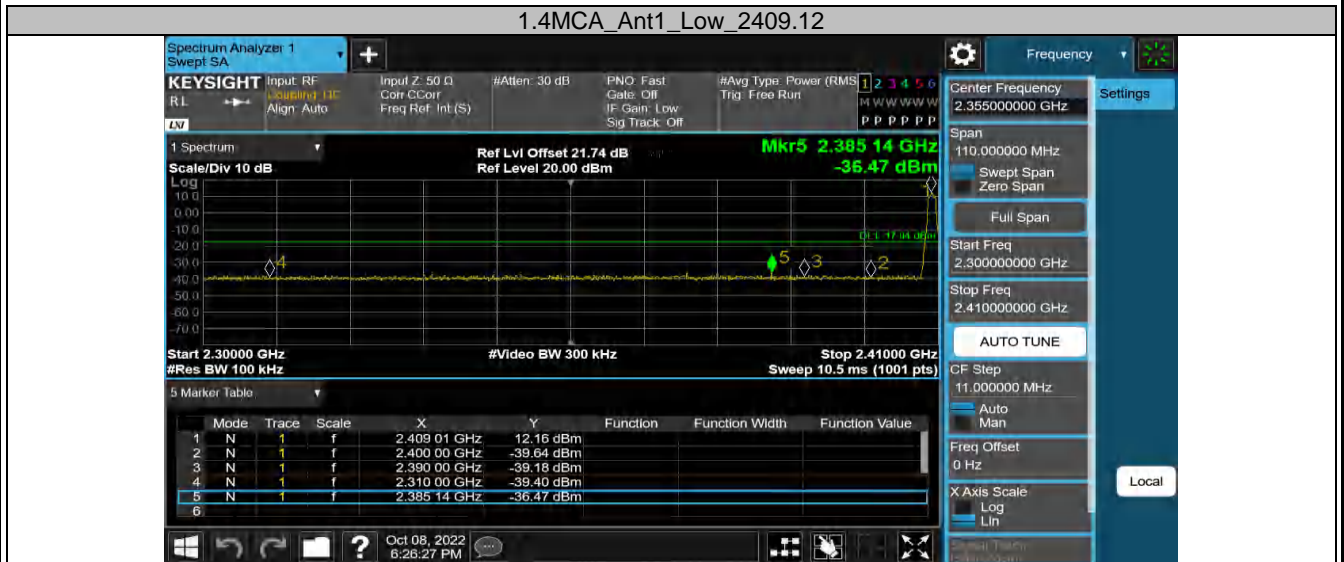 1.4MCA_Ant1_Low_2409.12
Spectrum Analyzer 1
Swept SA
Frequency
KEYSIGHT Input: RF Input Z: 50 Ω #Atten: 30 dB PNO: Fast #Avg Type: Power (RMS 1 2 3 4 5 6
RL Corr CCorr Gate: Off Trig: Free Run M W W W W W
Align: Auto Freq Ref: Int (S) IF Gain: Low
LXI Sig Track: Off P P P P P P
Center Frequency
2.355000000 GHz
Settings
1 Spectrum
Ref Lvl Offset 21.74 dB
Mkr5 2.385 14 GHz
Scale/Div 10 dB
Ref Level 20.00 dBm
-36.47 dBm
Span
110.000000 MHz
Swept Span
Zero Span
Full Span
Start Freq
2.300000000 GHz
Stop Freq
2.410000000 GHz
AUTO TUNE
CF Step
11.000000 MHz
Auto
Man
Freq Offset
0 Hz
X Axis Scale
Log
Lin
Local
Log
10.0
0.00
-10.0
-20.0
-30.0
-40.0
-50.0
-60.0
-70.0
4 5 3 2
Start 2.30000 GHz #Video BW 300 kHz Stop 2.41000 GHz
#Res BW 100 kHz Sweep 10.5 ms (1001 pts)
5 Marker Table
Mode Trace Scale X Y Function Function Width Function Value
1 N 1 f 2.409 01 GHz 12.16 dBm
2 N 1 f 2.400 00 GHz -39.64 dBm
3 N 1 f 2.390 00 GHz -39.18 dBm
4 N 1 f 2.310 00 GHz -39.40 dBm
5 N 1 f 2.385 14 GHz -36.47 dBm
6
?
Oct 08, 2022
6:26:27 PM